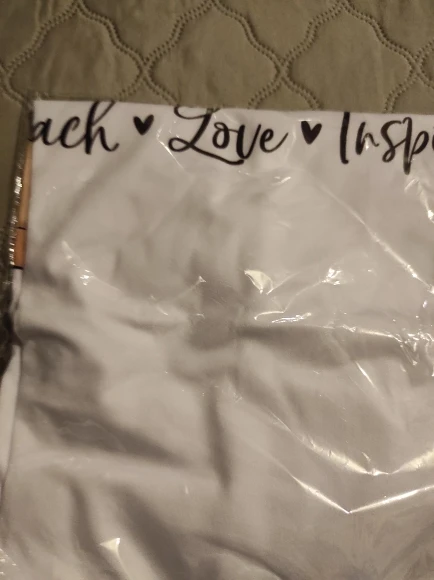 ach ♥ Love ♥ Insp